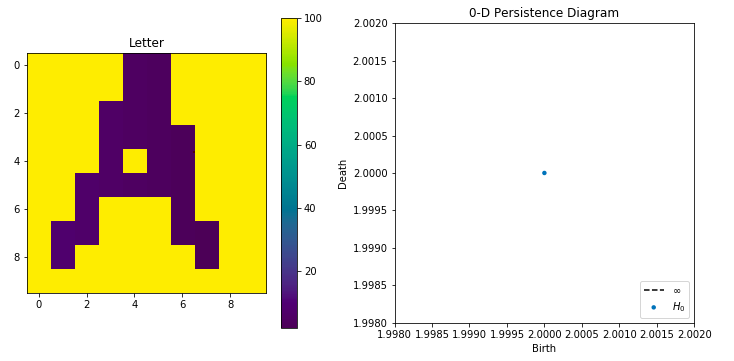 Letter
0
2
4
6
8
0 2 4 6 8
100
80
60
40
20
0-D Persistence Diagram
Death
2.0020
2.0015
2.0010
2.0005
2.0000
1.9995
1.9990
1.9985
1.9980
1.9980 1.9985 1.9990 1.9995 2.0000 2.0005 2.0010 2.0015 2.0020
Birth
∞
H₀